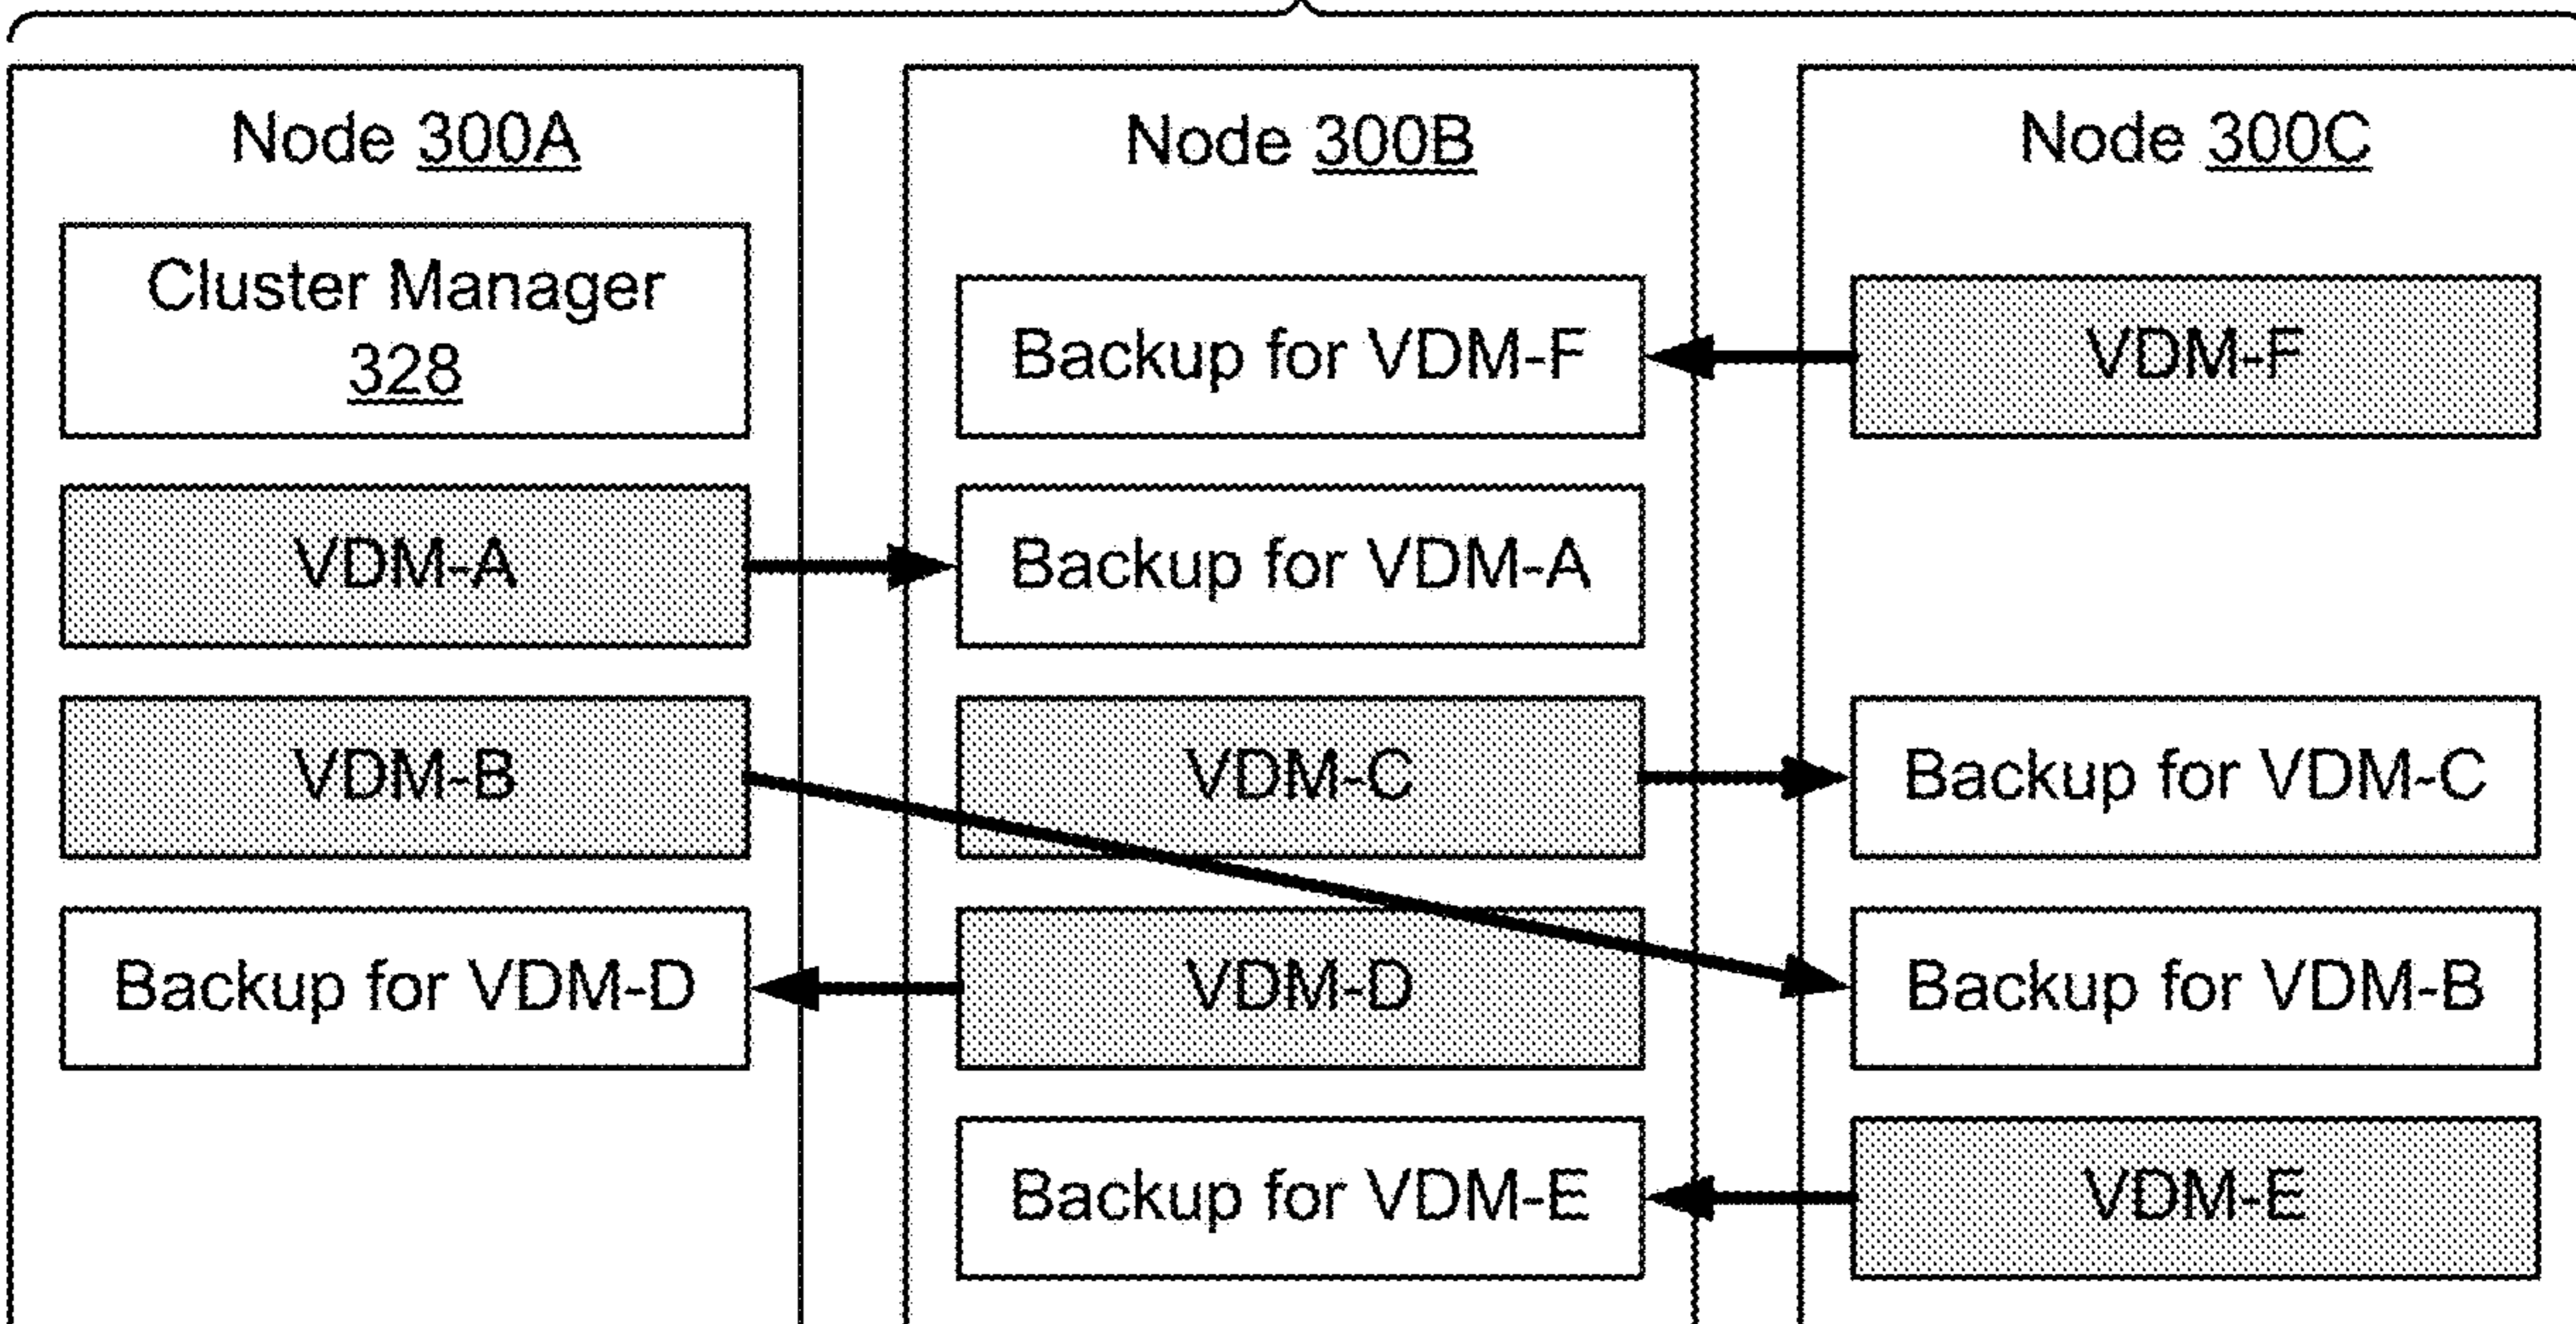 Node 300A
Cluster Manager
328
VDM-A
VDM-B
Backup for VDM-D
Node 300B
Backup for VDM-F
Backup for VDM-A
VDM-C
VDM-D
Backup for VDM-E
Node 300C
VDM-F
Backup for VDM-C
Backup for VDM-B
VDM-E